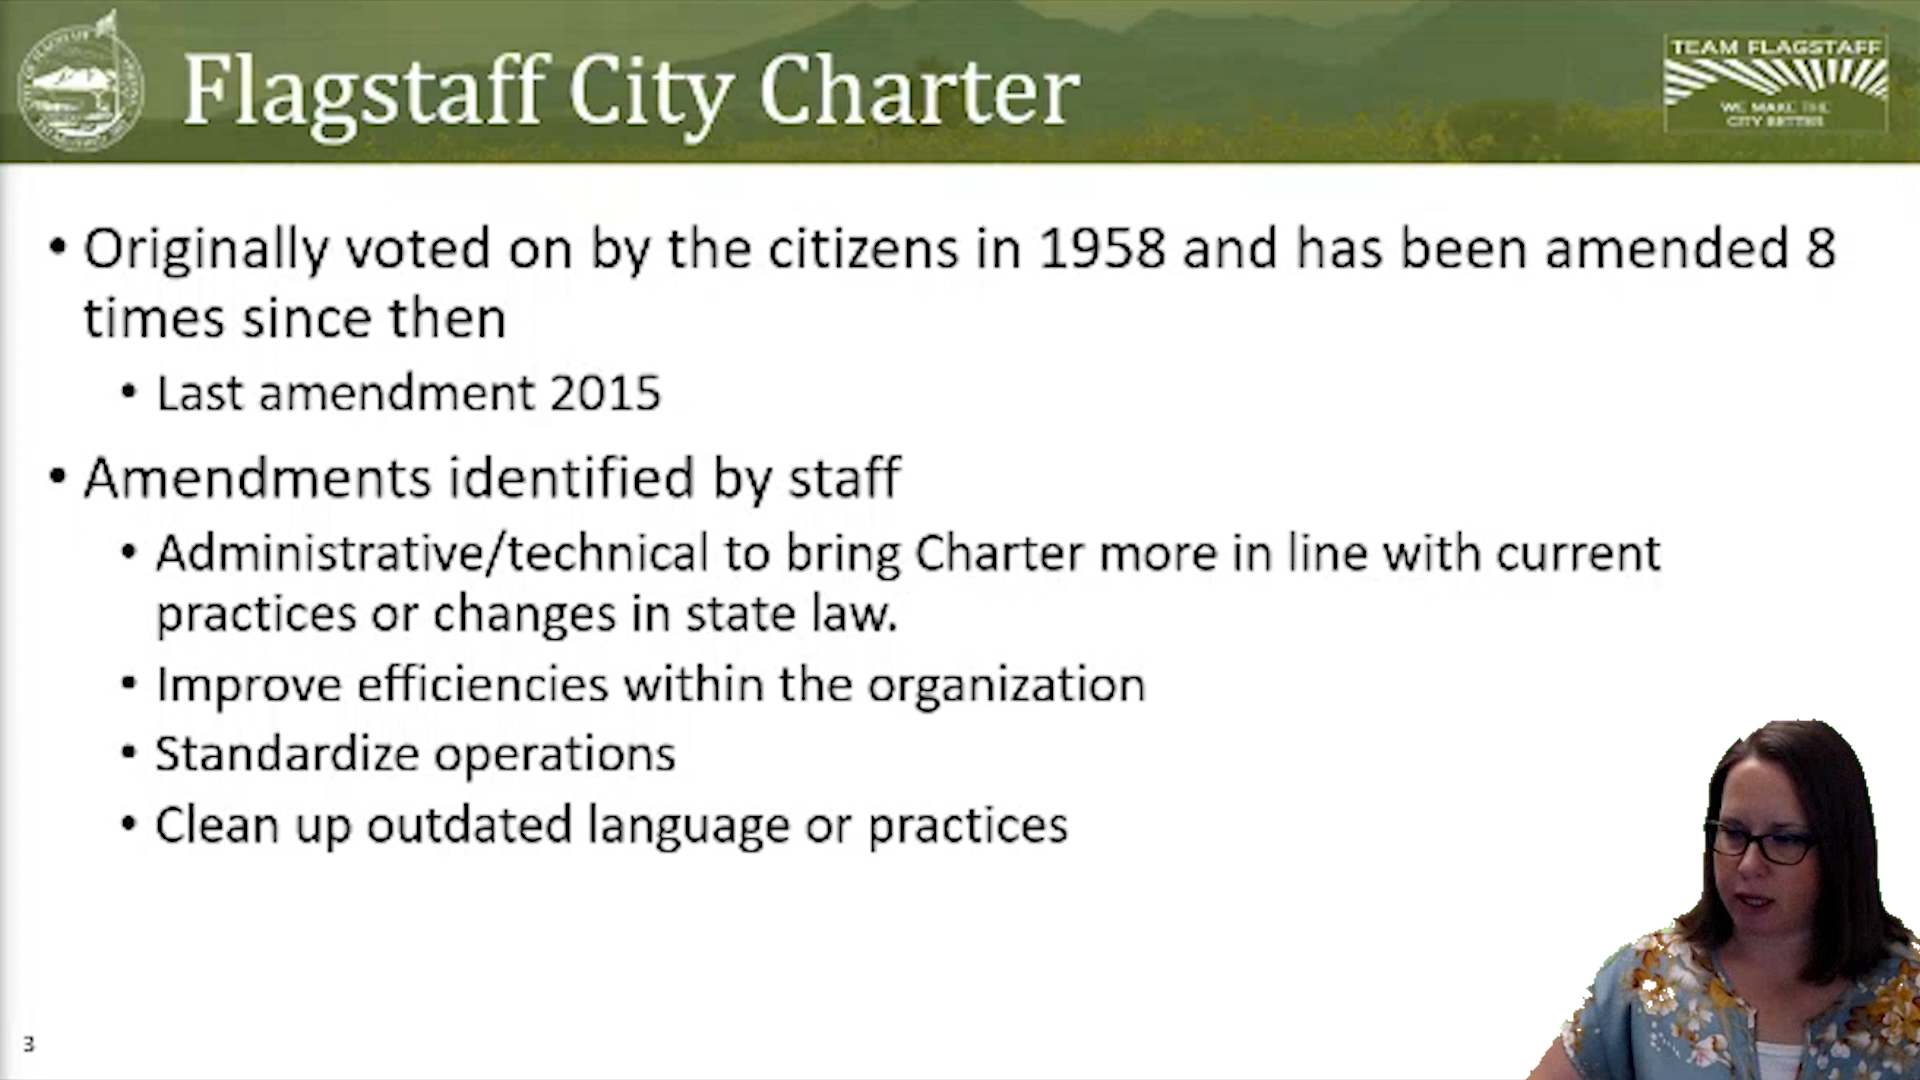 Flagstaff City Charter
TEAM FLAGSTAFF
WE MAKE THE
CITY BETTER
• Originally voted on by the citizens in 1958 and has been amended 8
times since then
• Last amendment 2015
• Amendments identified by staff
• Administrative/technical to bring Charter more in line with current
practices or changes in state law.
• Improve efficiencies within the organization
• Standardize operations
• Clean up outdated language or practices
3